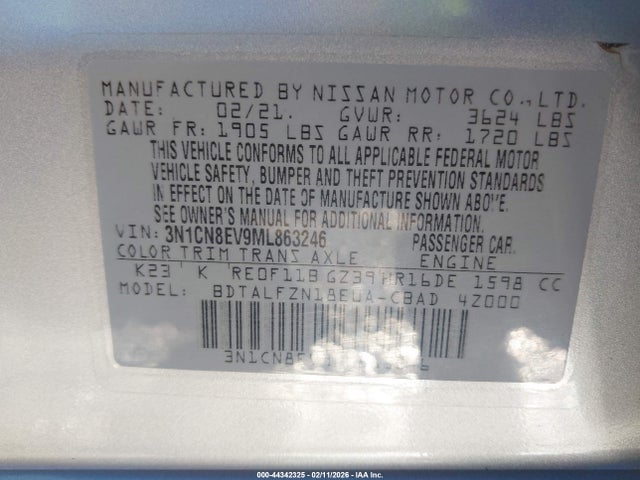 MANUFACTURED BY NISSAN MOTOR CO., LTD.
DATE: 02/21. GVWR: 3624 LBS
GAWR FR: 1905 LBS GAWR RR: 1720 LBS
THIS VEHICLE CONFORMS TO ALL APPLICABLE FEDERAL MOTOR
VEHICLE SAFETY, BUMPER AND THEFT PREVENTION STANDARDS
IN EFFECT ON THE DATE OF MANUFACTURE SHOWN ABOVE.
SEE OWNER'S MANUAL FOR ADDITIONAL INFORMATION.
VIN: 3N1CN8EV9ML863246 PASSENGER CAR.
COLOR TRIM TRANS AXLE ENGINE
K23 K RE0F11B GZ39 HR16DE 1598 CC
MODEL: BDTALFZN18EUA-CBAD 4Z000
000-44342325 - 02/11/2026 - IAA Inc.